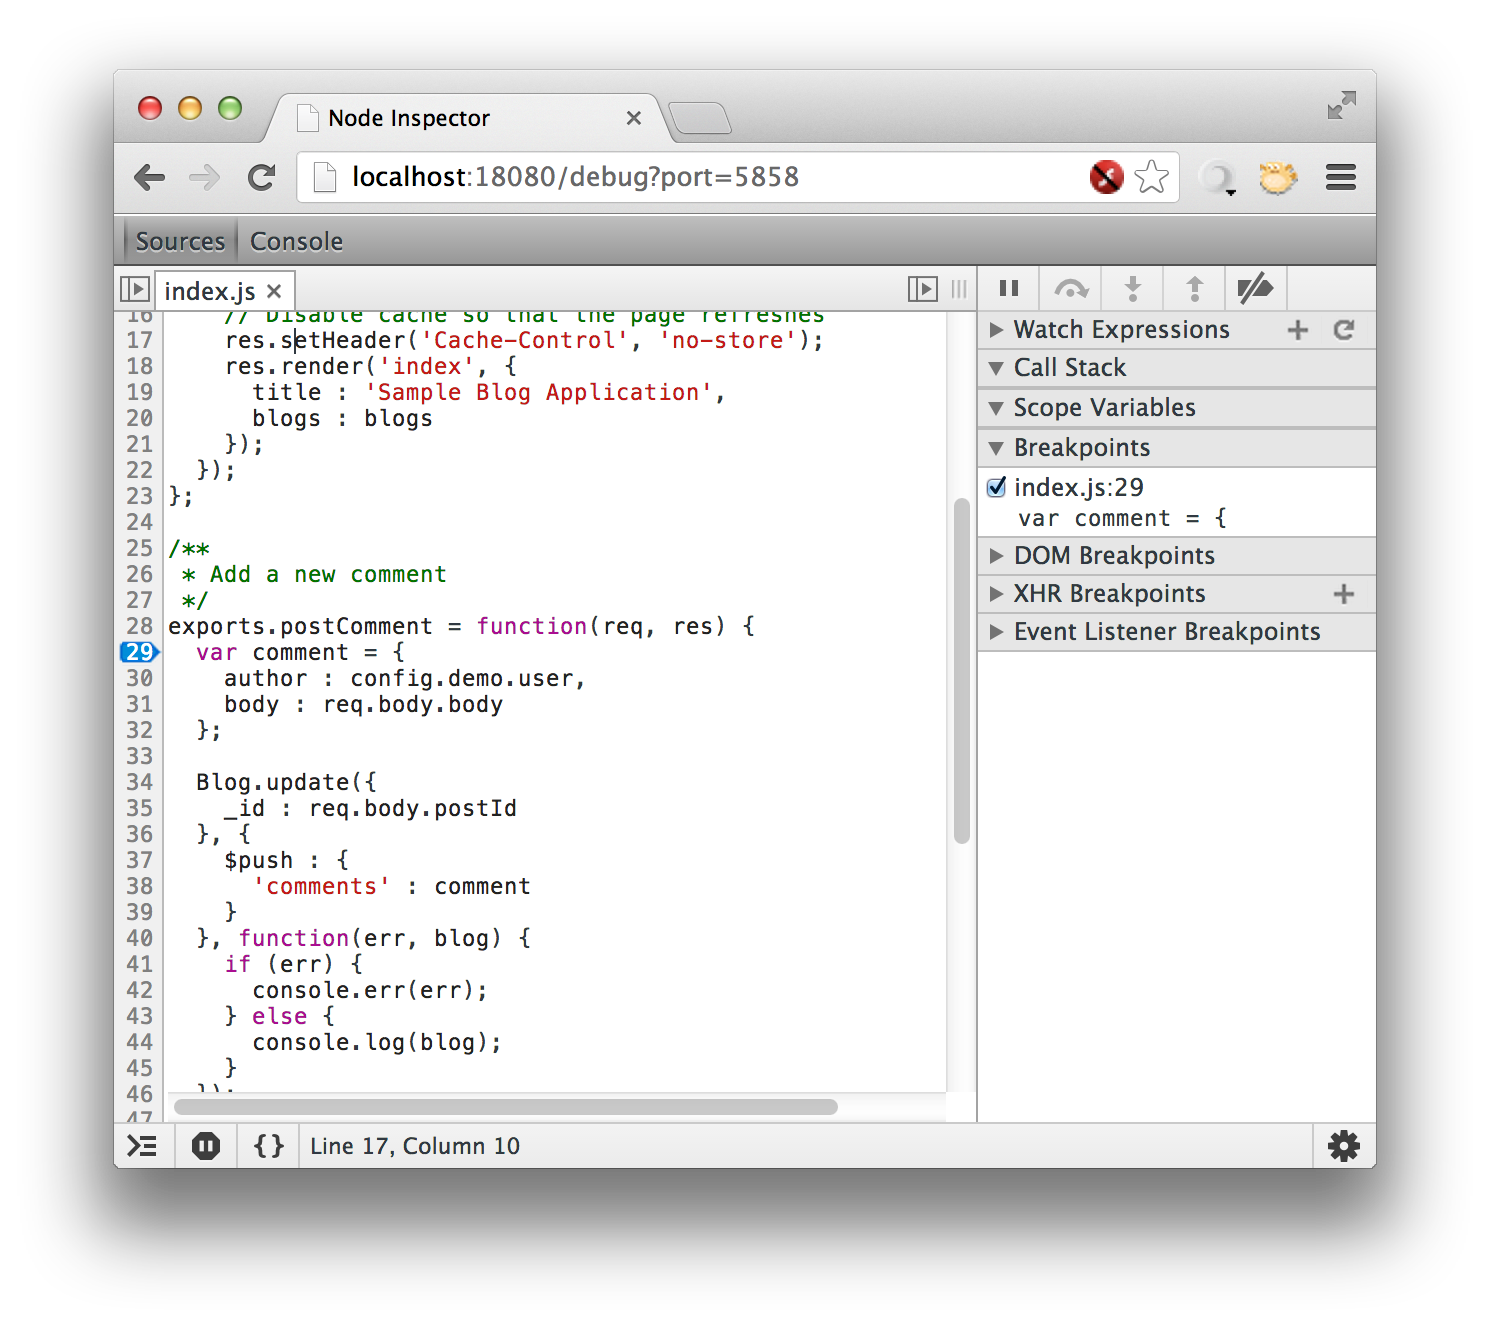 Node Inspector
localhost:18080/debug?port=5858
Sources Console
index.js
16     // Disable cache so that the page refreshes
17     res.setHeader('Cache-Control', 'no-store');
18     res.render('index', {
19       title : 'Sample Blog Application',
20       blogs : blogs
21     });
22   });
23 };
24
25 /**
26  * Add a new comment
27  */
28 exports.postComment = function(req, res) {
29   var comment = {
30     author : config.demo.user,
31     body : req.body.body
32   };
33
34   Blog.update({
35     _id : req.body.postId
36   }, {
37     $push : {
38       'comments' : comment
39     }
40   }, function(err, blog) {
41     if (err) {
42       console.err(err);
43     } else {
44       console.log(blog);
45     }
46   });
47
Watch Expressions
Call Stack
Scope Variables
Breakpoints
index.js:29
var comment = {
DOM Breakpoints
XHR Breakpoints
Event Listener Breakpoints
{} Line 17, Column 10